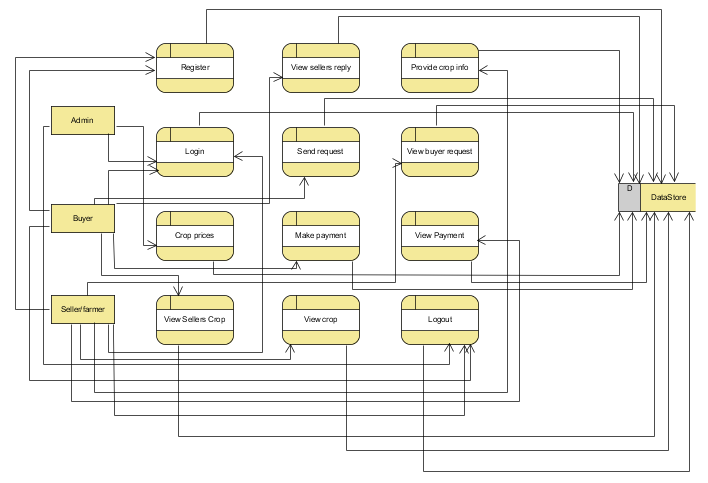 Register
View sellers reply
Provide crop info
Admin
Login
Send request
View buyer request
D
DataStore
Buyer
Crop prices
Make payment
View Payment
Seller/farmer
View Sellers Crop
View crop
Logout